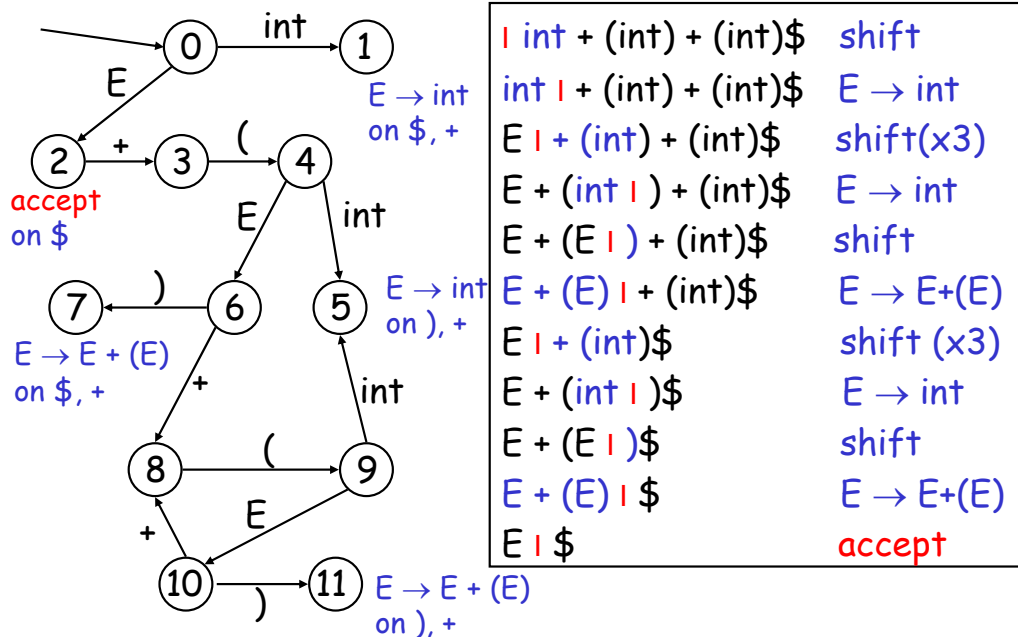 int
0
1
E
E → int
on $, +
2
+
3
(
4
accept
on $
E
int
7
)
6
5
E → int
on ), +
E → E + (E)
on $, +
+
int
8
(
9
+
E
10
)
11
E → E + (E)
on ), +
I int + (int) + (int)$ shift
int I + (int) + (int)$ E → int
E I + (int) + (int)$ shift(x3)
E + (int I ) + (int)$ E → int
E + (E I ) + (int)$ shift
E + (E) I + (int)$ E → E+(E)
E I + (int)$ shift (x3)
E + (int I )$ E → int
E + (E I )$ shift
E + (E) I $ E → E+(E)
E I $ accept